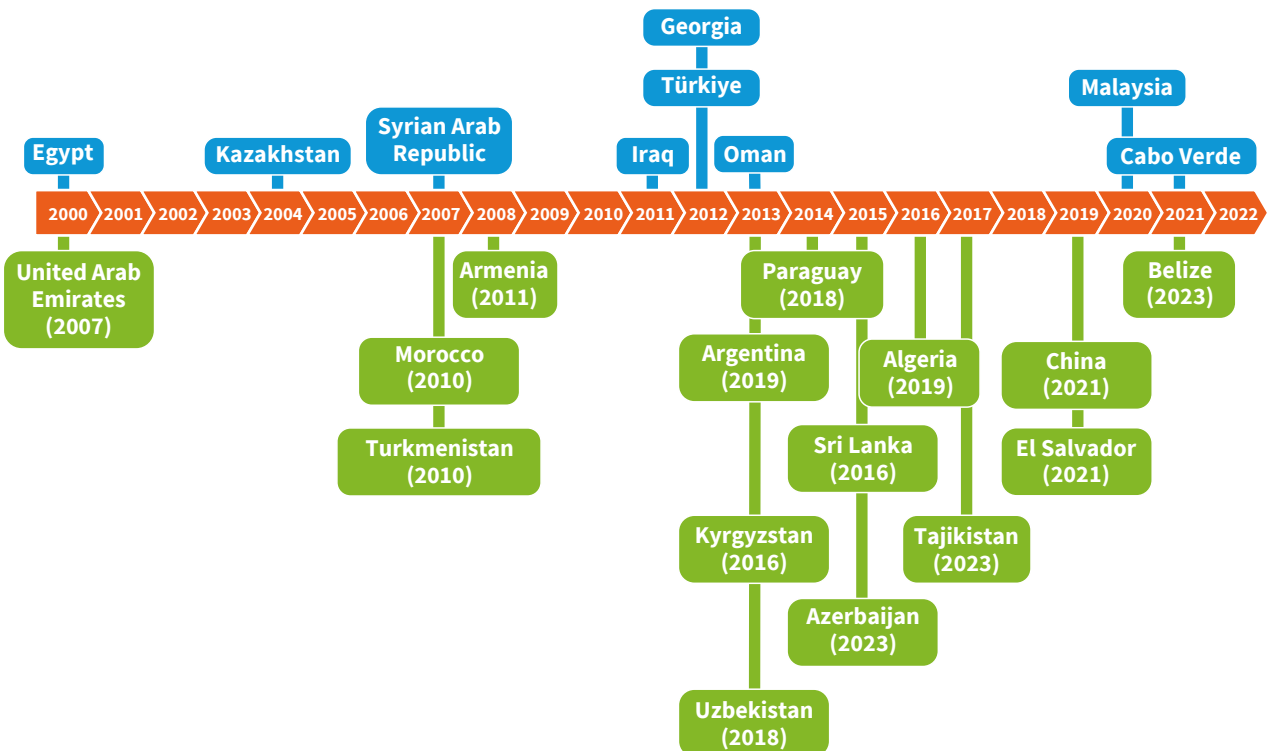 Georgia
Türkiye
Malaysia
Egypt
Kazakhstan
Syrian Arab
Republic
Iraq
Oman
Cabo Verde
2000 2001 2002 2003 2004 2005 2006 2007 2008 2009 2010 2011 2012 2013 2014 2015 2016 2017 2018 2019 2020 2021 2022
United Arab
Emirates
(2007)
Armenia
(2011)
Paraguay
(2018)
Belize
(2023)
Morocco
(2010)
Argentina
(2019)
Algeria
(2019)
China
(2021)
Turkmenistan
(2010)
Sri Lanka
(2016)
El Salvador
(2021)
Kyrgyzstan
(2016)
Tajikistan
(2023)
Azerbaijan
(2023)
Uzbekistan
(2018)